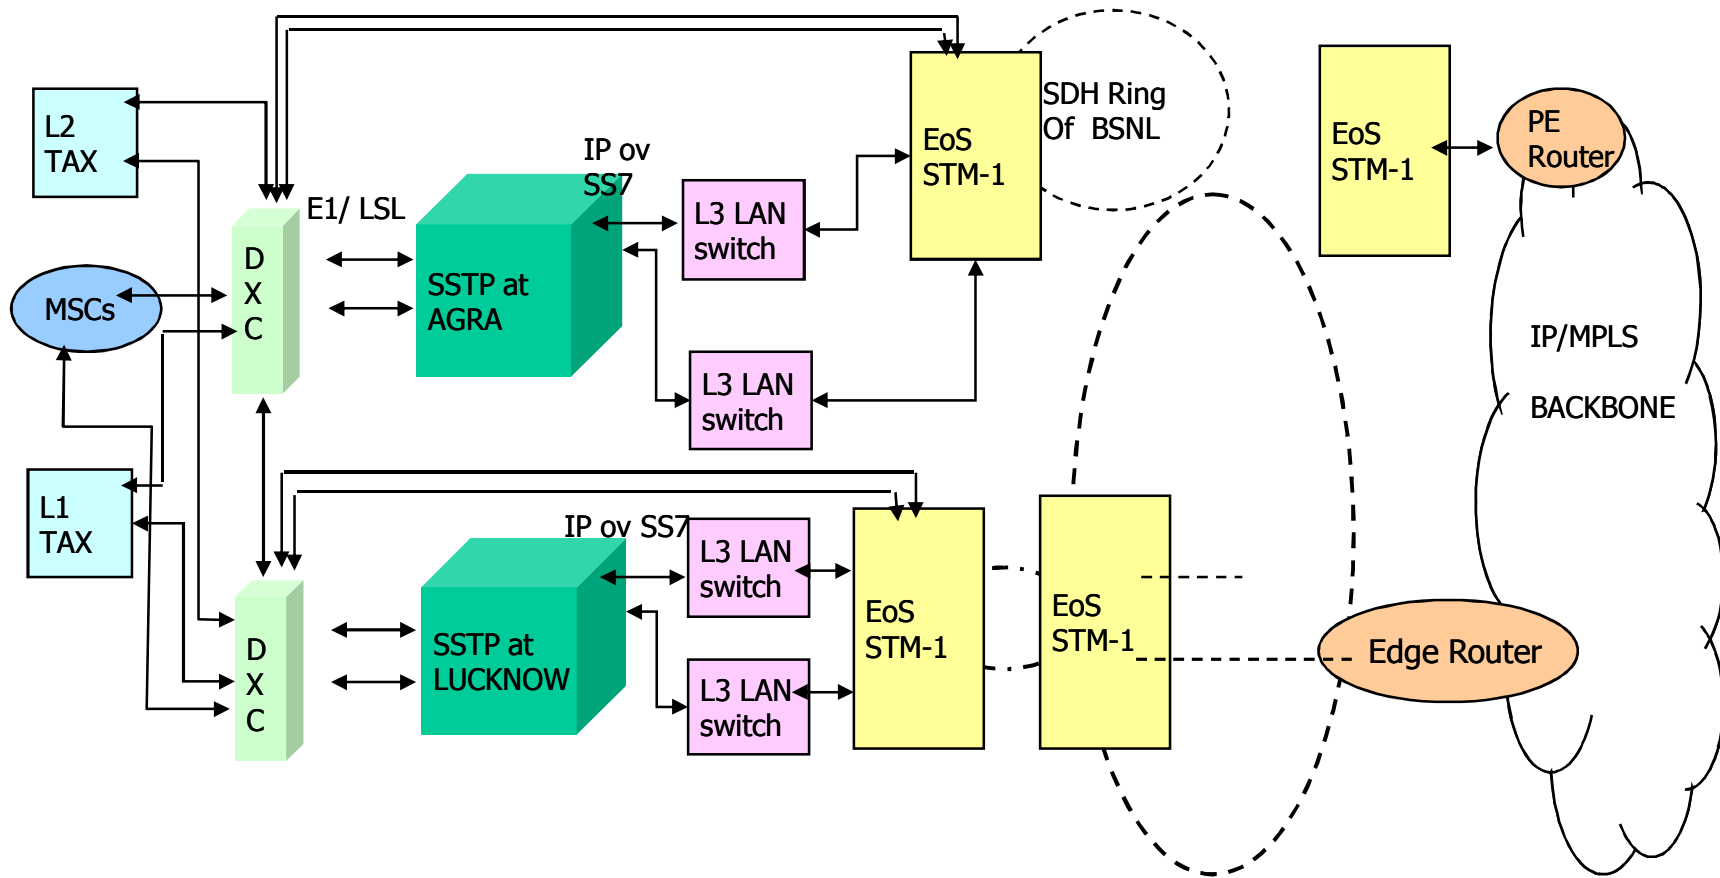 L2
TAX
MSCs
L1
TAX
D
X
C
E1/ LSL
SSTP at
AGRA
IP ov
SS7
L3 LAN
switch
L3 LAN
switch
EoS
STM-1
SDH Ring
Of BSNL
EoS
STM-1
PE
Router
IP/MPLS
BACKBONE
D
X
C
SSTP at
LUCKNOW
IP ov SS7
L3 LAN
switch
L3 LAN
switch
EoS
STM-1
EoS
STM-1
Edge Router